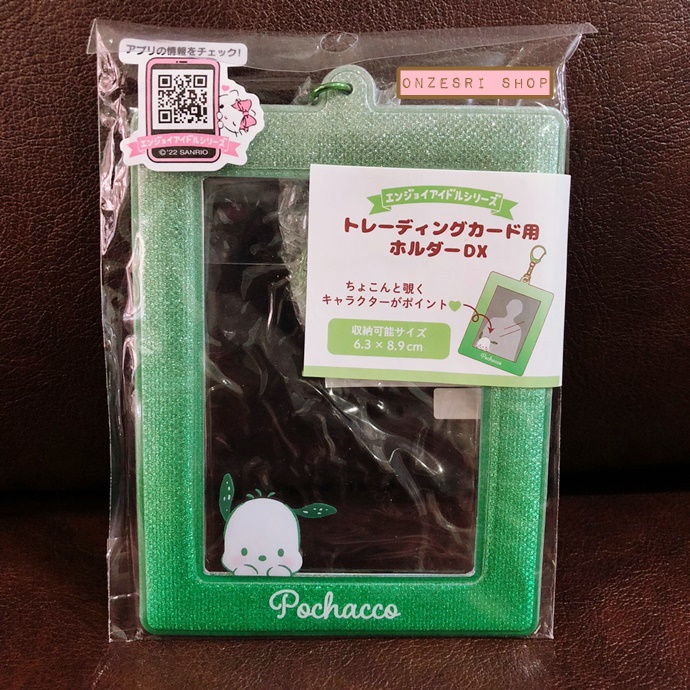 アプリの情報をチェック!
エンジョイアイドルシリーズ
©'22 SANRIO
ONZESRI SHOP
エンジョイアイドルシリーズ
トレーディングカード用
ホルダーDX
ちょこんと覗く
キャラクターがポイント
収納可能サイズ
6.3×8.9cm
Pochacco
Pochacco